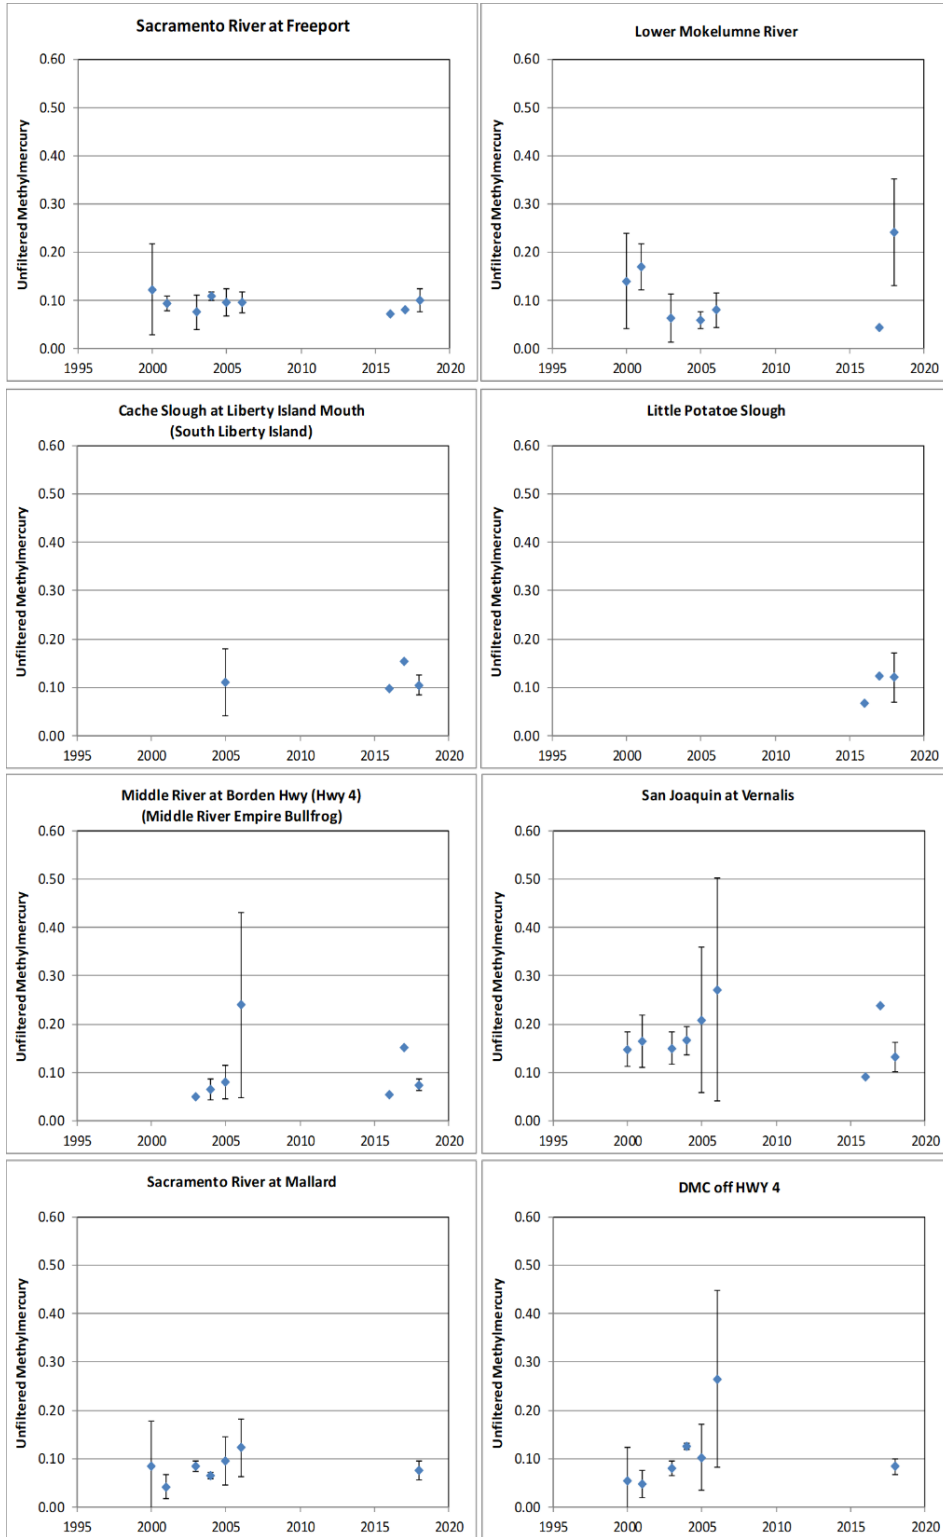 Sacramento River at Freeport
Unfiltered Methylmercury
0.60
0.50
0.40
0.30
0.20
0.10
0.00
1995 2000 2005 2010 2015 2020
Lower Mokelumne River
Unfiltered Methylmercury
0.60
0.50
0.40
0.30
0.20
0.10
0.00
1995 2000 2005 2010 2015 2020
Cache Slough at Liberty Island Mouth
(South Liberty Island)
Unfiltered Methylmercury
0.60
0.50
0.40
0.30
0.20
0.10
0.00
1995 2000 2005 2010 2015 2020
Little Potatoe Slough
Unfiltered Methylmercury
0.60
0.50
0.40
0.30
0.20
0.10
0.00
1995 2000 2005 2010 2015 2020
Middle River at Borden Hwy (Hwy 4)
(Middle River Empire Bullfrog)
Unfiltered Methylmercury
0.60
0.50
0.40
0.30
0.20
0.10
0.00
1995 2000 2005 2010 2015 2020
San Joaquin at Vernalis
Unfiltered Methylmercury
0.60
0.50
0.40
0.30
0.20
0.10
0.00
1995 2000 2005 2010 2015 2020
Sacramento River at Mallard
Unfiltered Methylmercury
0.60
0.50
0.40
0.30
0.20
0.10
0.00
1995 2000 2005 2010 2015 2020
DMC off HWY 4
Unfiltered Methylmercury
0.60
0.50
0.40
0.30
0.20
0.10
0.00
1995 2000 2005 2010 2015 2020